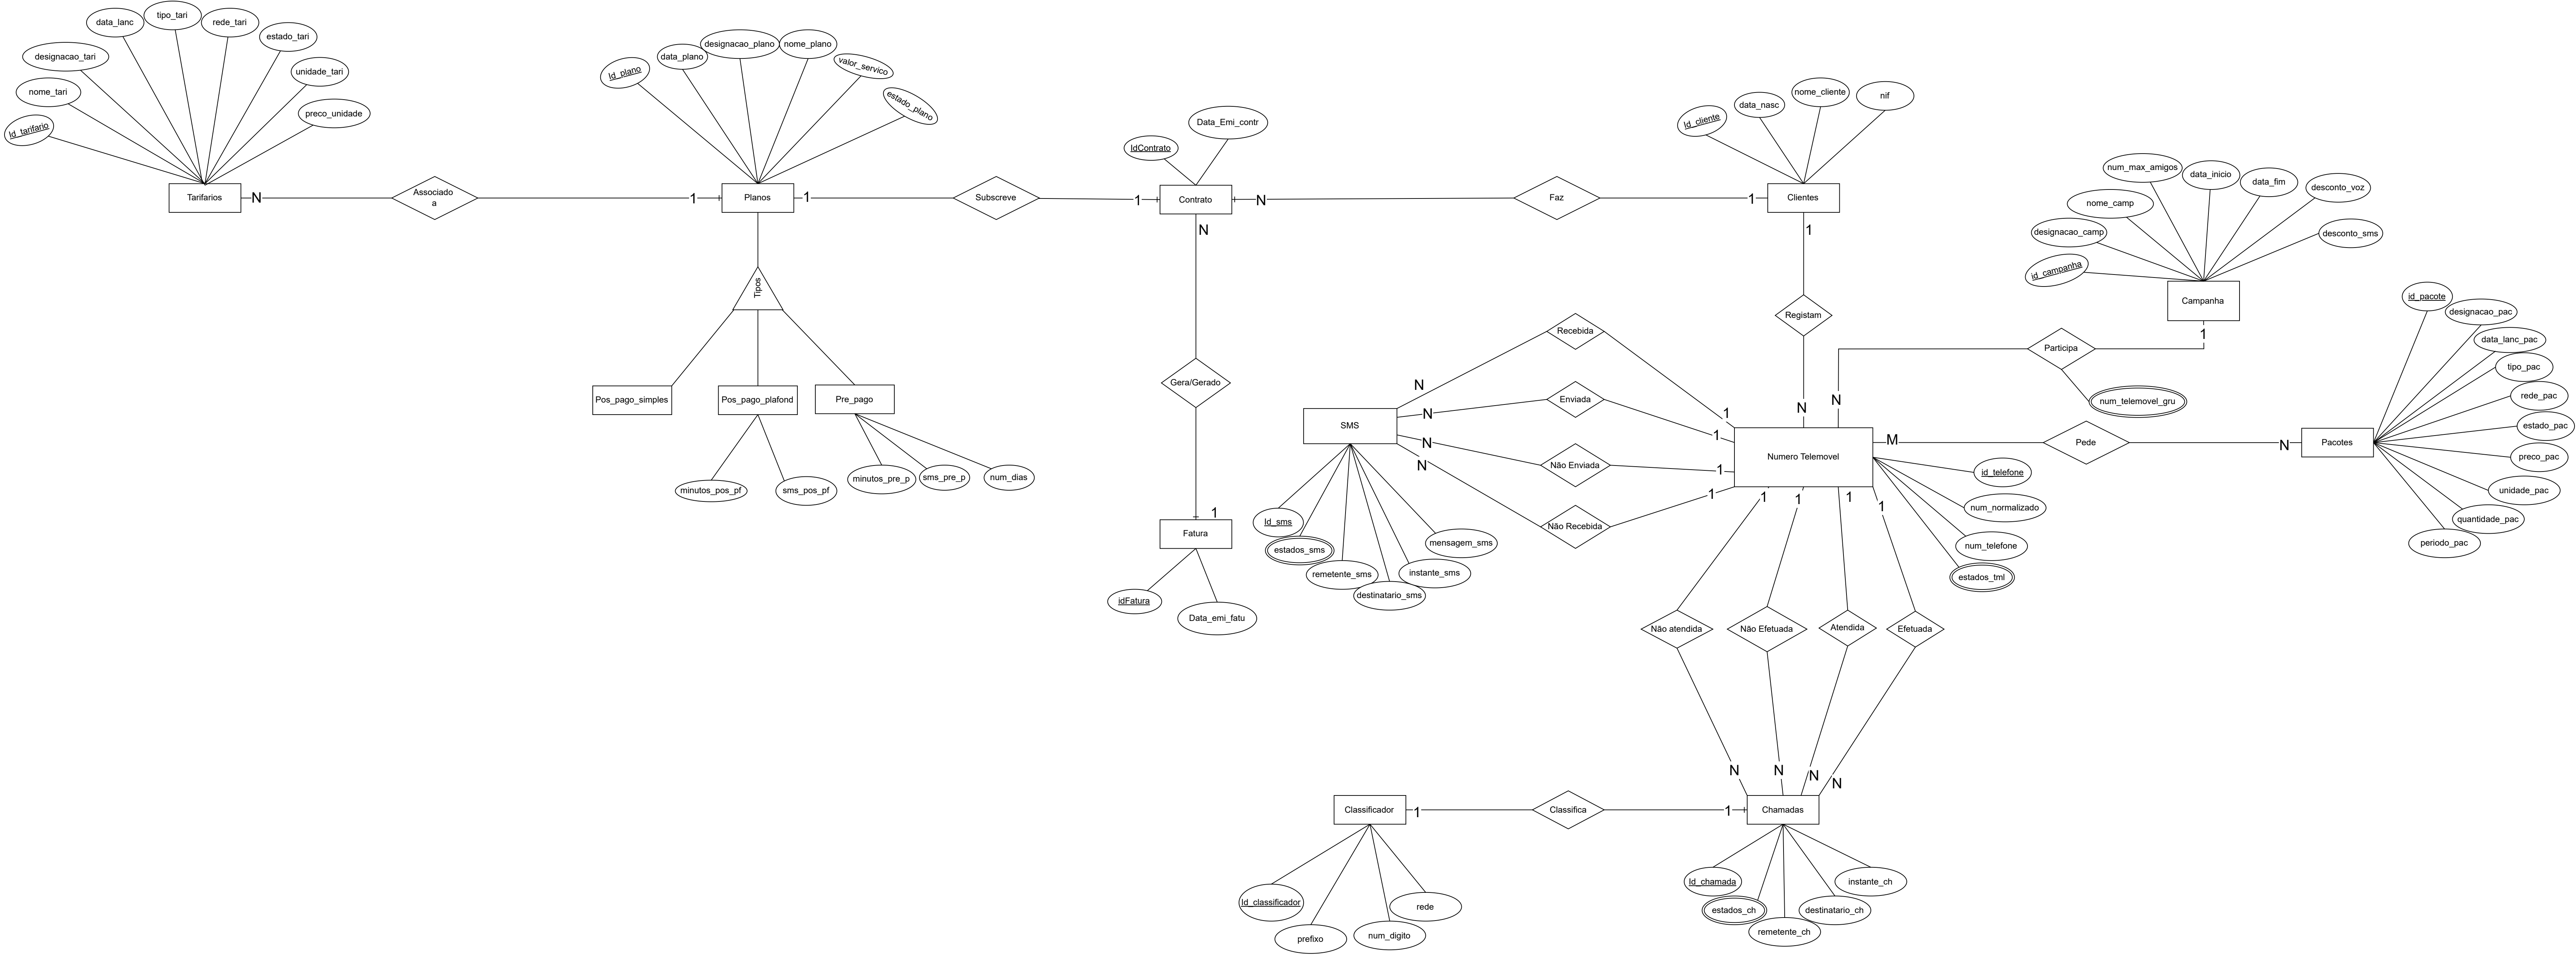 data_lanc
tipo_tari
rede_tari
estado_tari
designacao_tari
unidade_tari
nome_tari
preco_unidade
Id_tarifario
Tarifarios
N
Associado
a
1
Id_plano
data_plano
designacao_plano
nome_plano
valor_servico
estado_plano
Planos
1
Subscreve
1
Tipos
Pos_pago_simples
Pos_pago_plafond
Pre_pago
minutos_pos_pf
sms_pos_pf
minutos_pre_p
sms_pre_p
num_dias
IdContrato
Data_Emi_contr
Contrato
N
Faz
1
N
Gera/Gerado
1
Fatura
idFatura
Data_emi_fatu
Id_cliente
data_nasc
nome_cliente
nif
Clientes
1
Registam
N
num_max_amigos
data_inicio
data_fim
desconto_voz
nome_camp
designacao_camp
desconto_sms
id_campanha
Campanha
1
Participa
N
num_telemovel_gru
id_pacote
designacao_pac
data_lanc_pac
tipo_pac
rede_pac
estado_pac
preco_pac
unidade_pac
quantidade_pac
periodo_pac
Pacotes
N
Pede
M
Numero Telemovel
id_telefone
num_normalizado
num_telefone
estados_tml
Recebida
N
1
Enviada
N
1
Não Enviada
N
1
Não Recebida
N
1
SMS
Id_sms
estados_sms
remetente_sms
destinatario_sms
instante_sms
mensagem_sms
1
1
1
1
Não atendida
Não Efetuada
Atendida
Efetuada
N
N
N
N
Classificador
1
Classifica
1
Chamadas
Id_classificador
prefixo
num_digito
rede
Id_chamada
estados_ch
remetente_ch
destinatario_ch
instante_ch